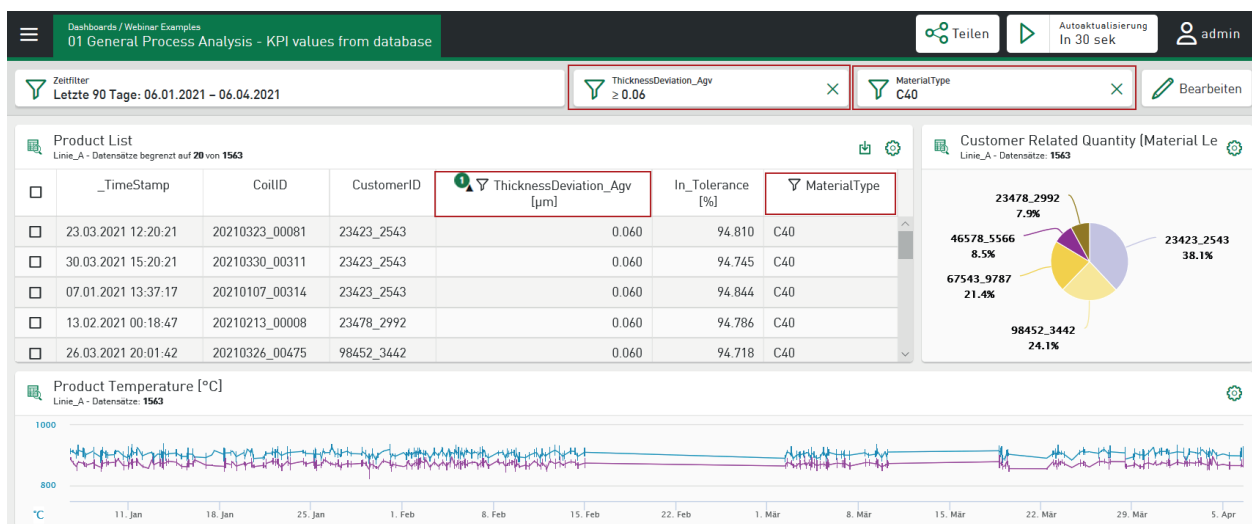 Dashboards / Webinar Examples
01 General Process Analysis - KPI values from database
Teilen
Autoaktualisierung
In 30 sek
admin
Zeitfilter
Letzte 90 Tage: 06.01.2021 – 06.04.2021
ThicknessDeviation_Agv
≥ 0.06
MaterialType
C40
Bearbeiten
Product List
Linie_A - Datensätze begrenzt auf 20 von 1563
_TimeStamp CoilID CustomerID 1 ThicknessDeviation_Agv [µm] In_Tolerance [%] MaterialType
23.03.2021 12:20:21 20210323_00081 23423_2543 0.060 94.810 C40
30.03.2021 15:20:21 20210330_00311 23423_2543 0.060 94.745 C40
07.01.2021 13:37:17 20210107_00314 23423_2543 0.060 94.844 C40
13.02.2021 00:18:47 20210213_00008 23478_2992 0.060 94.786 C40
26.03.2021 20:01:42 20210326_00475 98452_3442 0.060 94.718 C40
Customer Related Quantity (Material Le
Linie_A - Datensätze: 1563
23478_2992
7.9%
46578_5566
8.5%
67543_9787
21.4%
23423_2543
38.1%
98452_3442
24.1%
Product Temperature [°C]
Linie_A - Datensätze: 1563
1000
800
°C 11. Jan 18. Jan 25. Jan 1. Feb 8. Feb 15. Feb 22. Feb 1. Mär 8. Mär 15. Mär 22. Mär 29. Mär 5. Apr